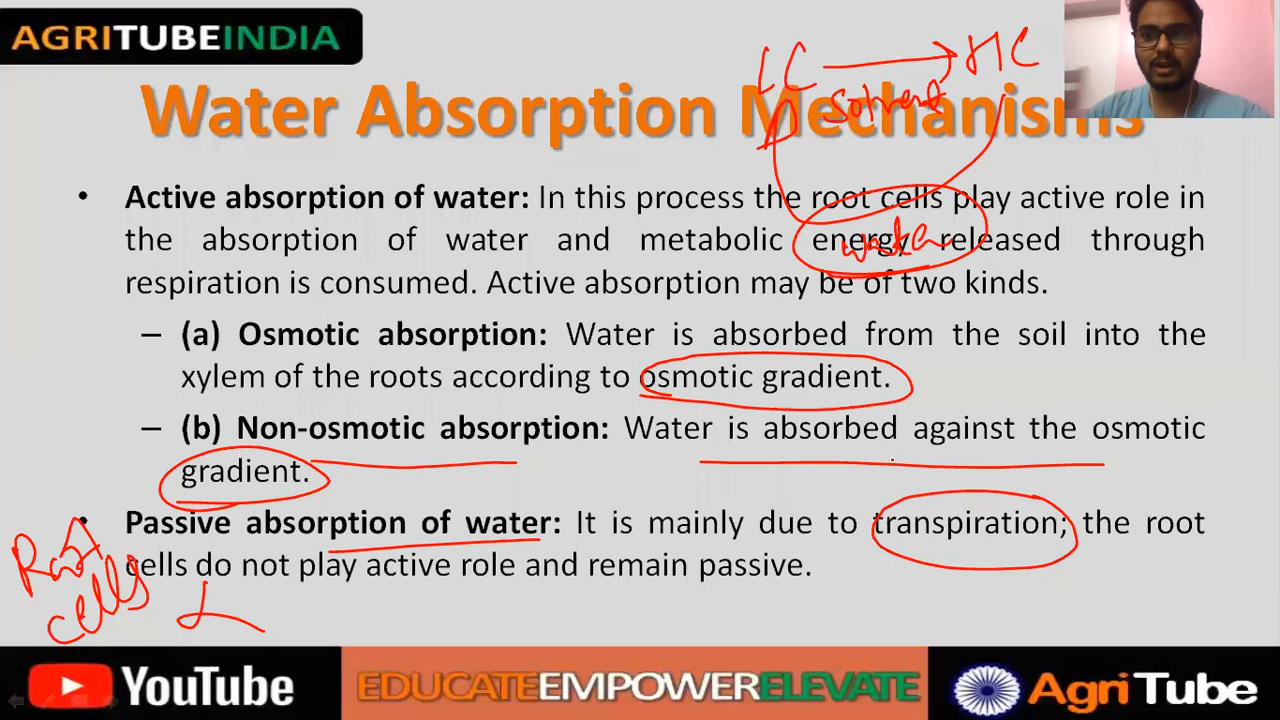 AGRITUBEINDIA
LC → HC
solvent
Water Absorption Mechanisms
• Active absorption of water: In this process the root cells play active role in
the absorption of water and metabolic energy released through
water
respiration is consumed. Active absorption may be of two kinds.
– (a) Osmotic absorption: Water is absorbed from the soil into the
xylem of the roots according to osmotic gradient.
– (b) Non-osmotic absorption: Water is absorbed against the osmotic
gradient.
• Passive absorption of water: It is mainly due to transpiration; the root
cells do not play active role and remain passive.
Root
cells
YouTube
EDUCATEEMPOWERELEVATE
AgriTube